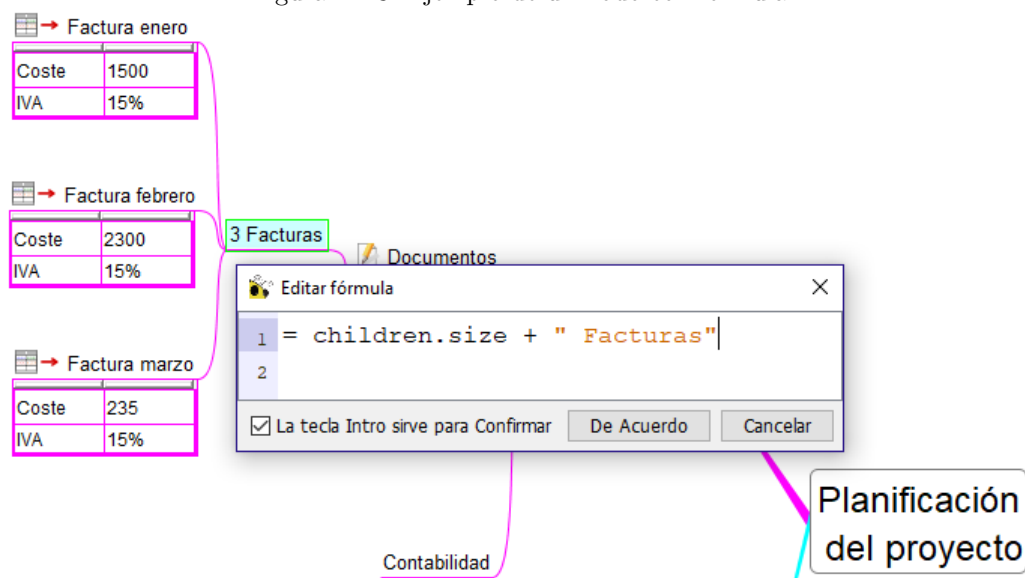 Factura enero
Coste 1500
IVA 15%
Factura febrero
Coste 2300
IVA 15%
3 Facturas
Documentos
Editar fórmula
1 = children.size + " Facturas"
2
La tecla Intro sirve para Confirmar De Acuerdo Cancelar
Factura marzo
Coste 235
IVA 15%
Planificación
del proyecto
Contabilidad